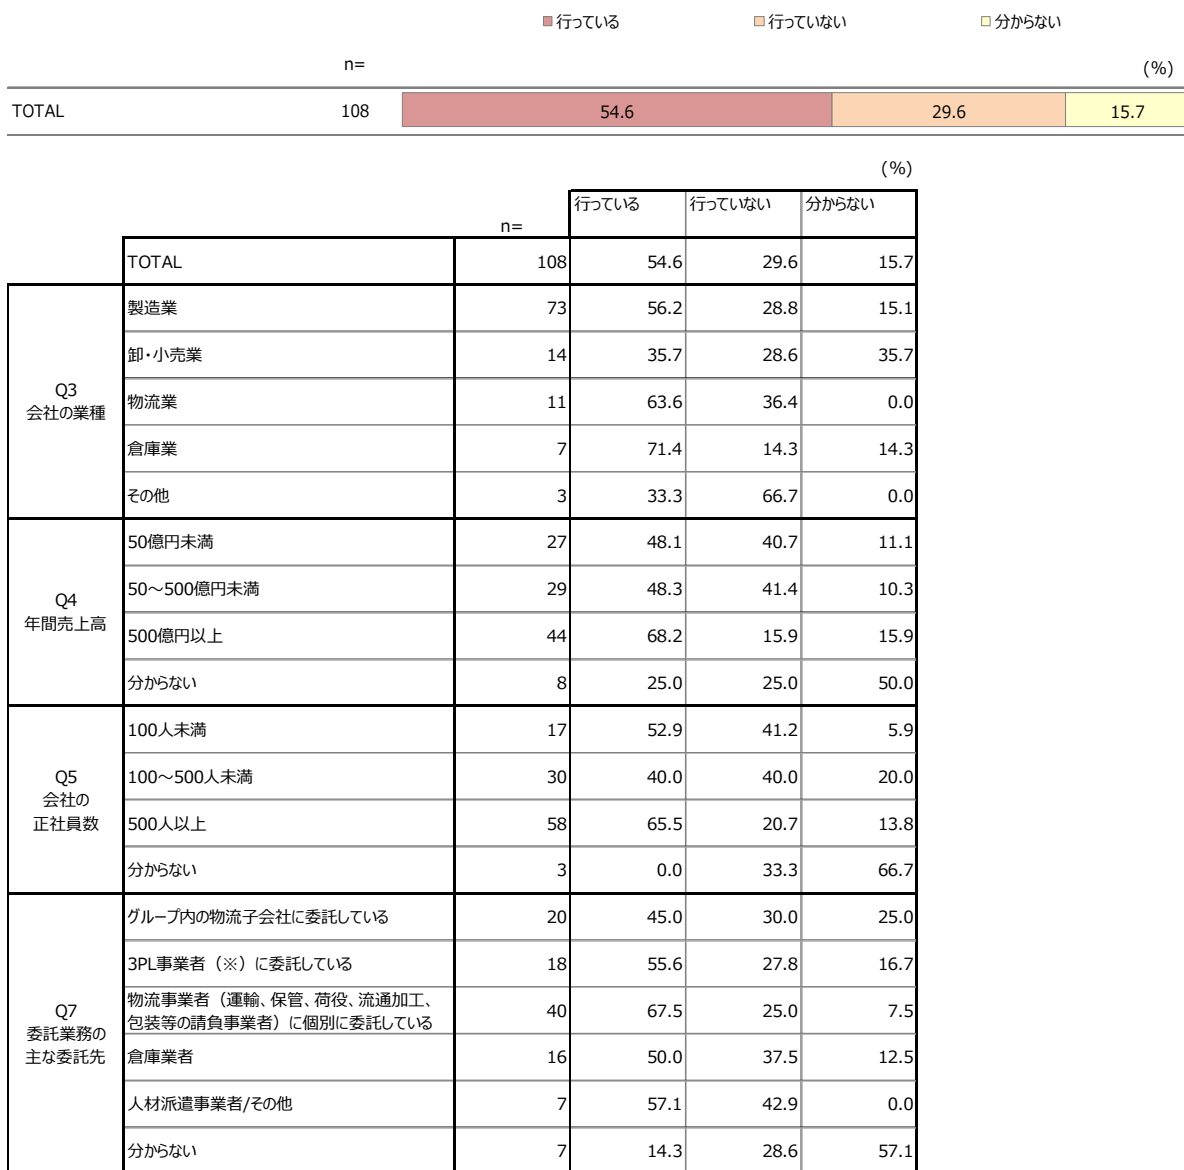 行っている 行っていない 分からない
n= (%)
TOTAL 108 54.6 29.6 15.7
(%)
行っている 行っていない 分からない
n=
TOTAL 108 54.6 29.6 15.7
Q3
会社の業種
製造業 73 56.2 28.8 15.1
卸・小売業 14 35.7 28.6 35.7
物流業 11 63.6 36.4 0.0
倉庫業 7 71.4 14.3 14.3
その他 3 33.3 66.7 0.0
Q4
年間売上高
50億円未満 27 48.1 40.7 11.1
50～500億円未満 29 48.3 41.4 10.3
500億円以上 44 68.2 15.9 15.9
分からない 8 25.0 25.0 50.0
Q5
会社の
正社員数
100人未満 17 52.9 41.2 5.9
100～500人未満 30 40.0 40.0 20.0
500人以上 58 65.5 20.7 13.8
分からない 3 0.0 33.3 66.7
Q7
委託業務の
主な委託先
グループ内の物流子会社に委託している 20 45.0 30.0 25.0
3PL事業者（※）に委託している 18 55.6 27.8 16.7
物流事業者（運輸、保管、荷役、流通加工、
包装等の請負事業者）に個別に委託している 40 67.5 25.0 7.5
倉庫業者 16 50.0 37.5 12.5
人材派遣事業者/その他 7 57.1 42.9 0.0
分からない 7 14.3 28.6 57.1